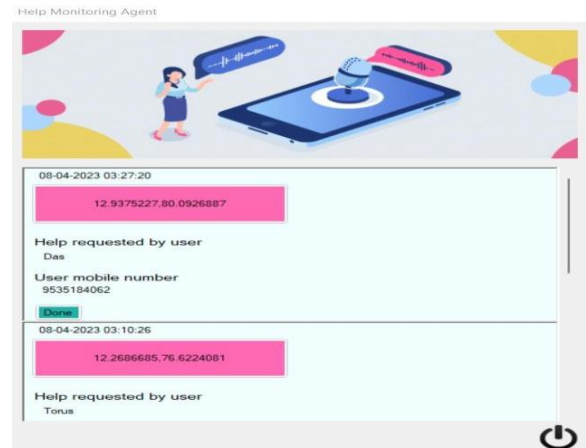 Help Monitoring Agent
08-04-2023 03:27:20
12.9375227,80.0926887
Help requested by user
Das
User mobile number
9535184062
Done
08-04-2023 03:10:26
12.2686685,76.6224081
Help requested by user
Torus